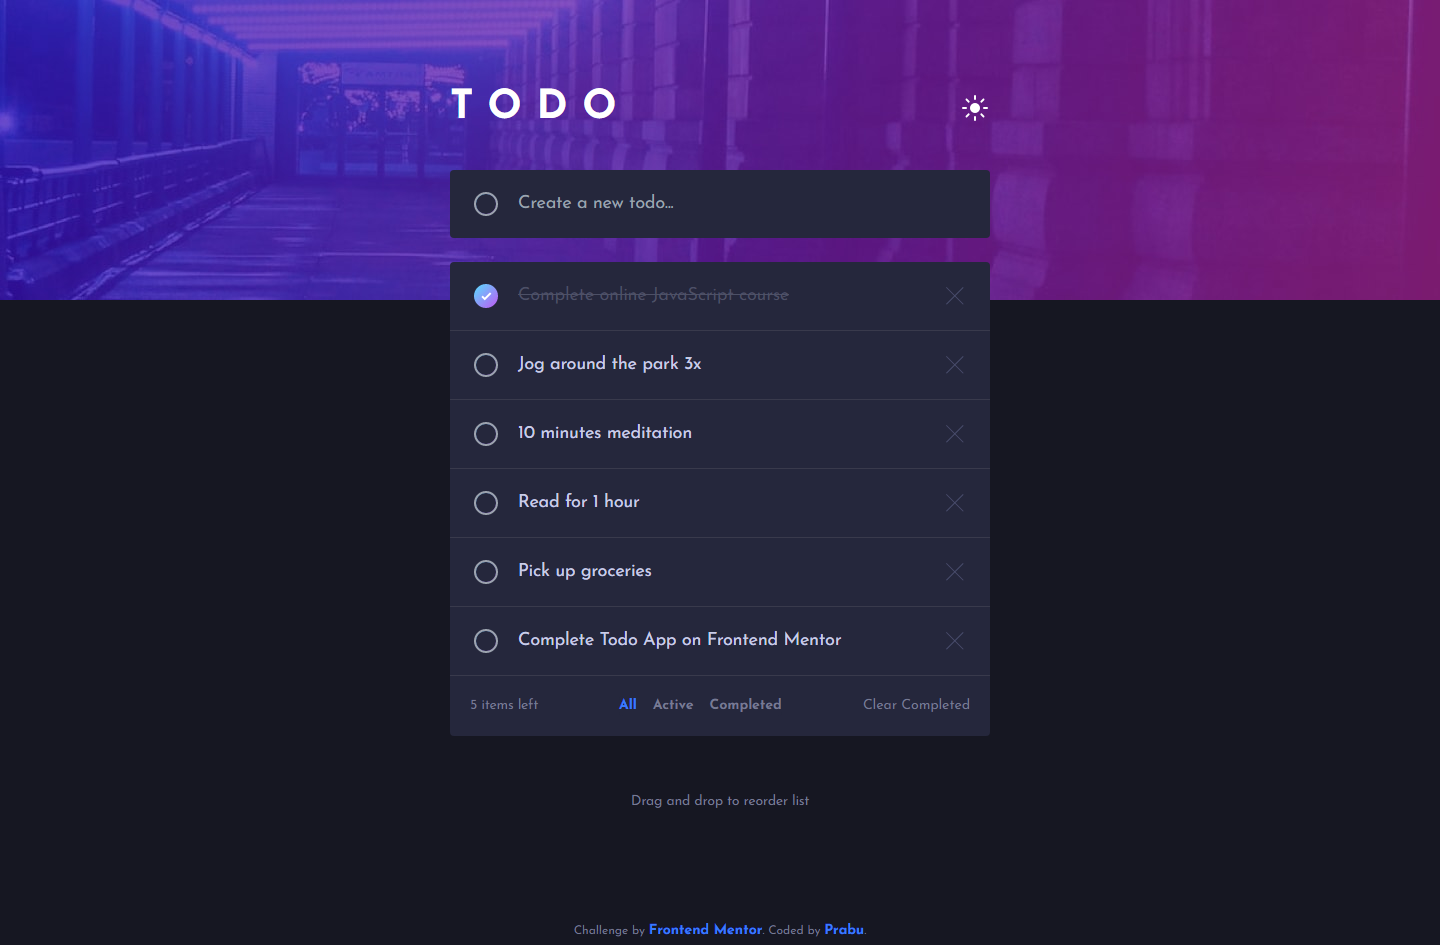 TODO
Create a new todo...
Complete online JavaScript course
Jog around the park 3x
10 minutes meditation
Read for 1 hour
Pick up groceries
Complete Todo App on Frontend Mentor
5 items left All Active Completed Clear Completed
Drag and drop to reorder list
Challenge by Frontend Mentor. Coded by Prabu.